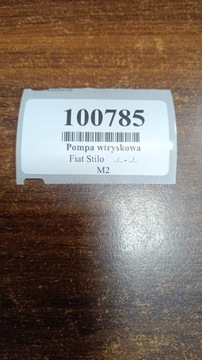 100785
Pompa wtryskowa
Fiat Stilo ./.. - ./..
M2